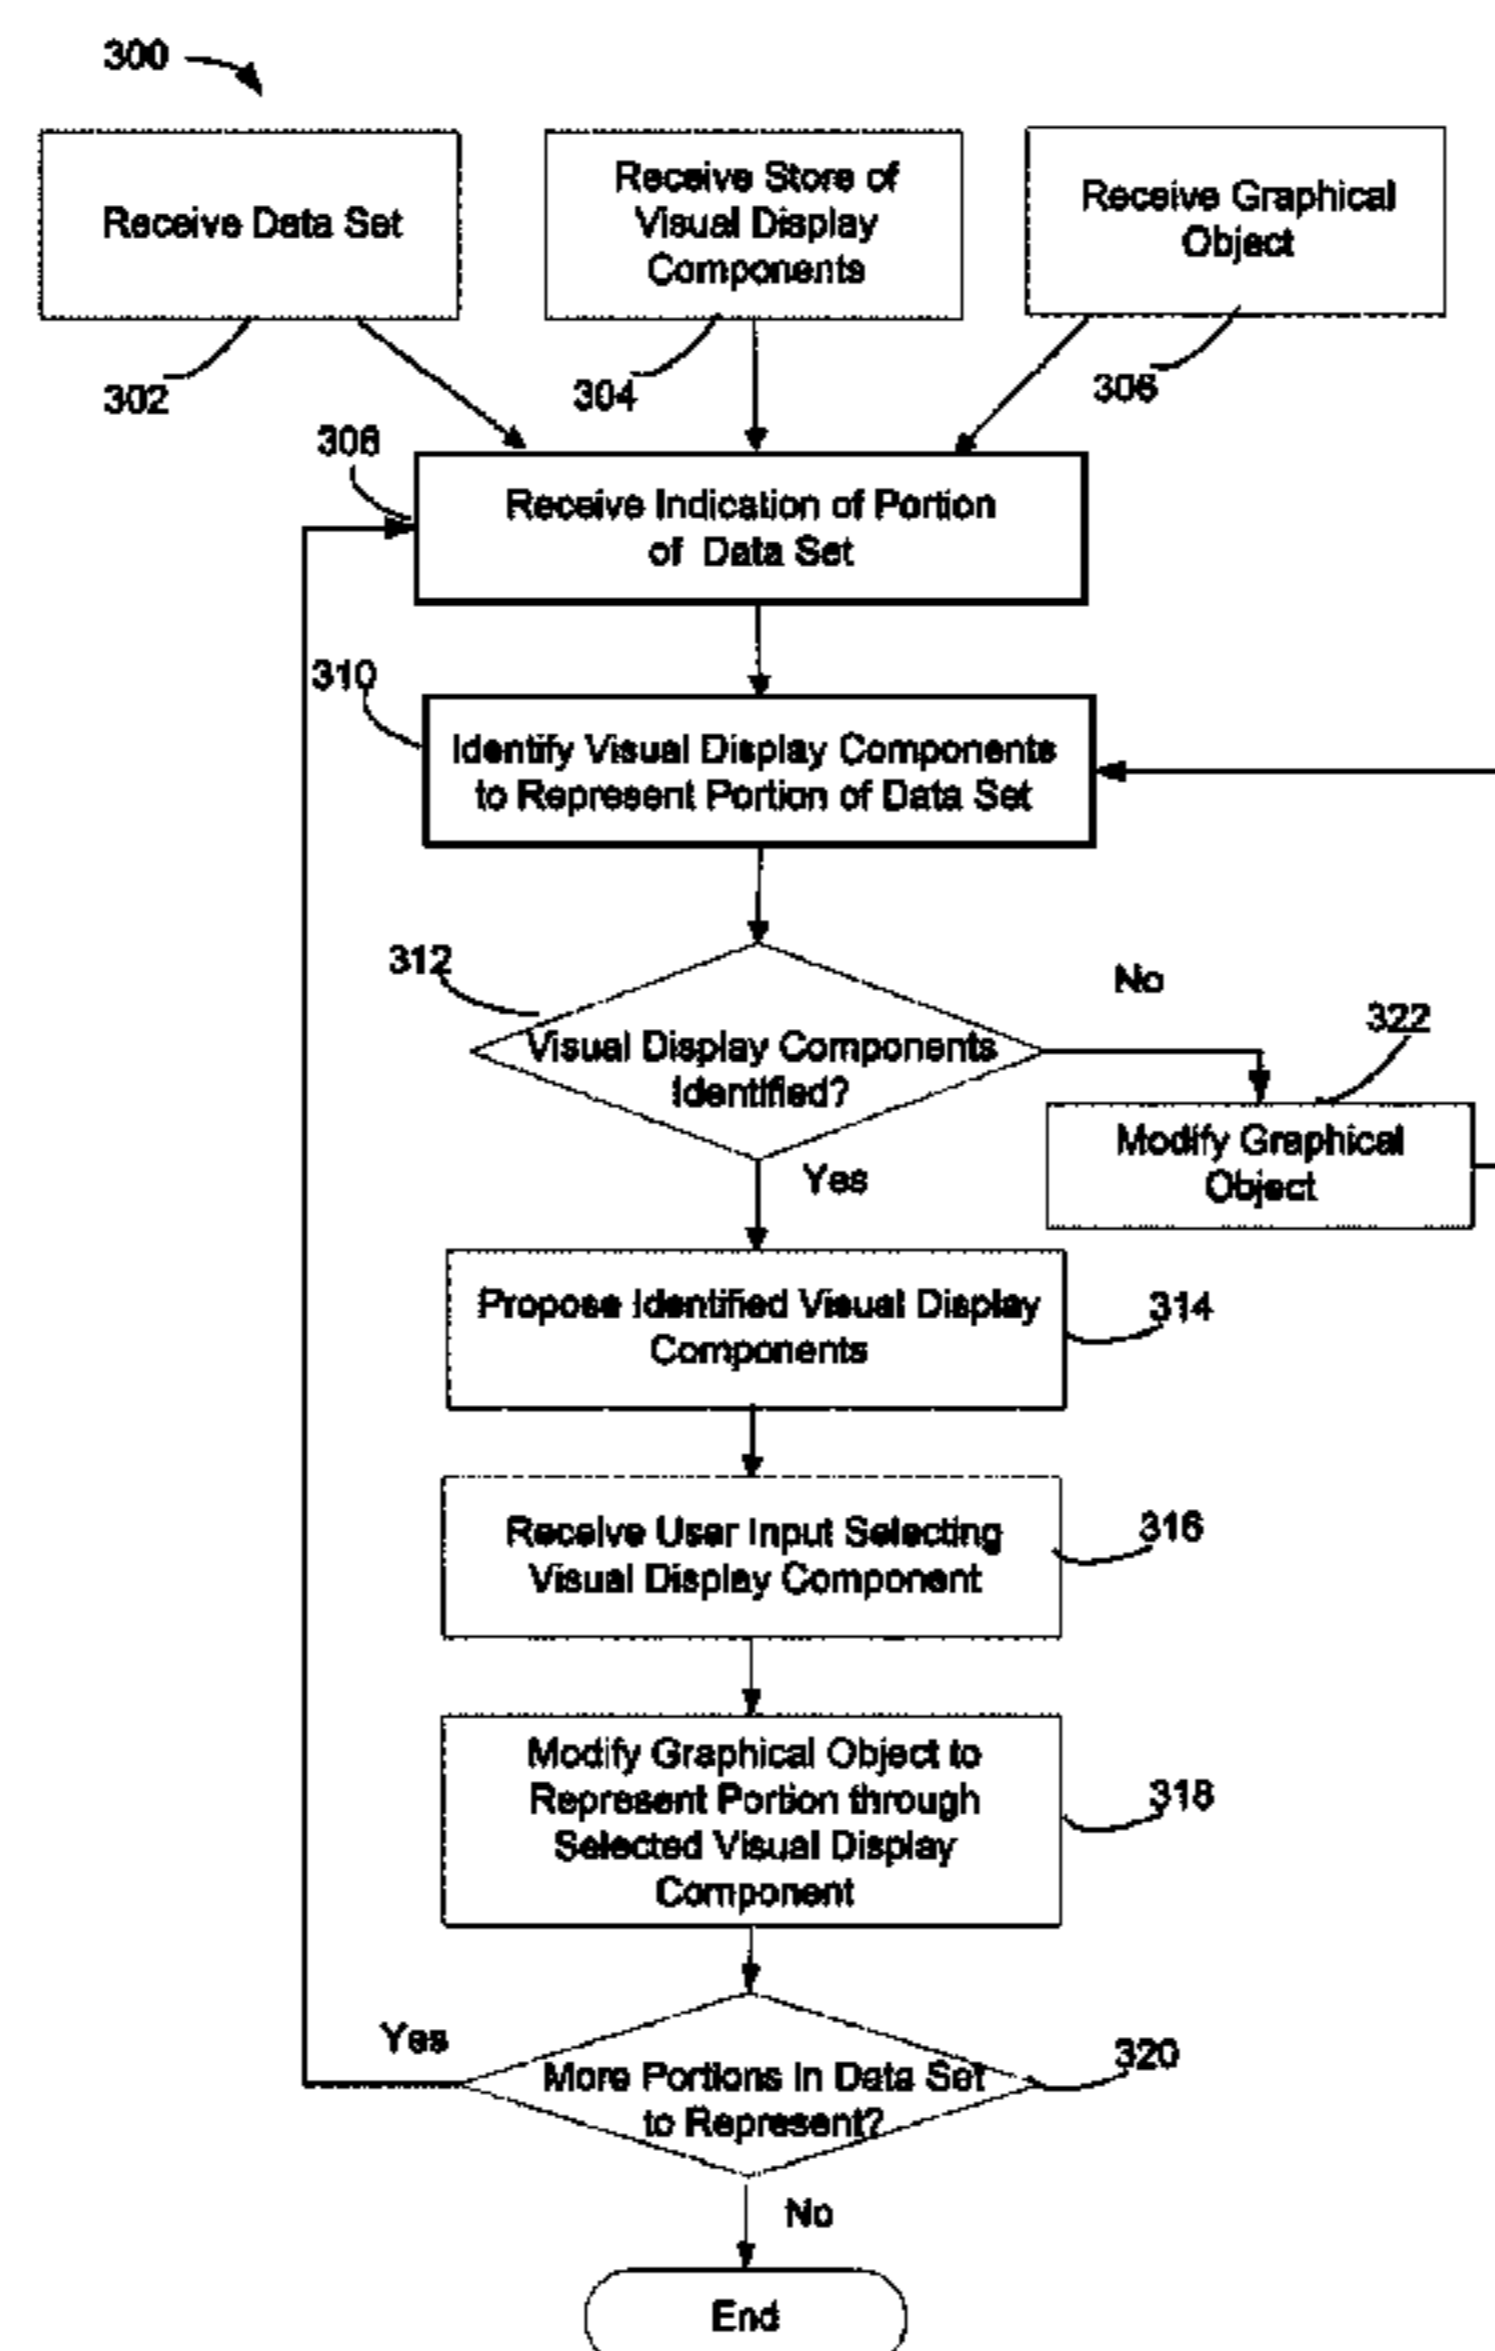 300
Receive Data Set
Receive Store of
Visual Display
Components
Receive Graphical
Object
302
304
306
308
Receive Indication of Portion
of Data Set
310
Identify Visual Display Components
to Represent Portion of Data Set
312
Visual Display Components
Identified?
No
322
Modify Graphical
Object
Yes
Propose Identified Visual Display
Components
314
Receive User Input Selecting
Visual Display Component
316
Modify Graphical Object to
Represent Portion through
Selected Visual Display
Component
318
Yes
More Portions in Data Set
to Represent?
320
No
End